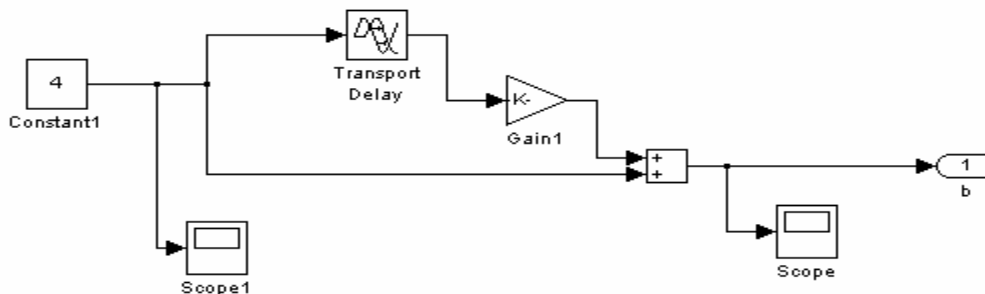 4
Constant1
Transport
Delay
K-
Gain1
+
+
1
b
Scope
Scope1